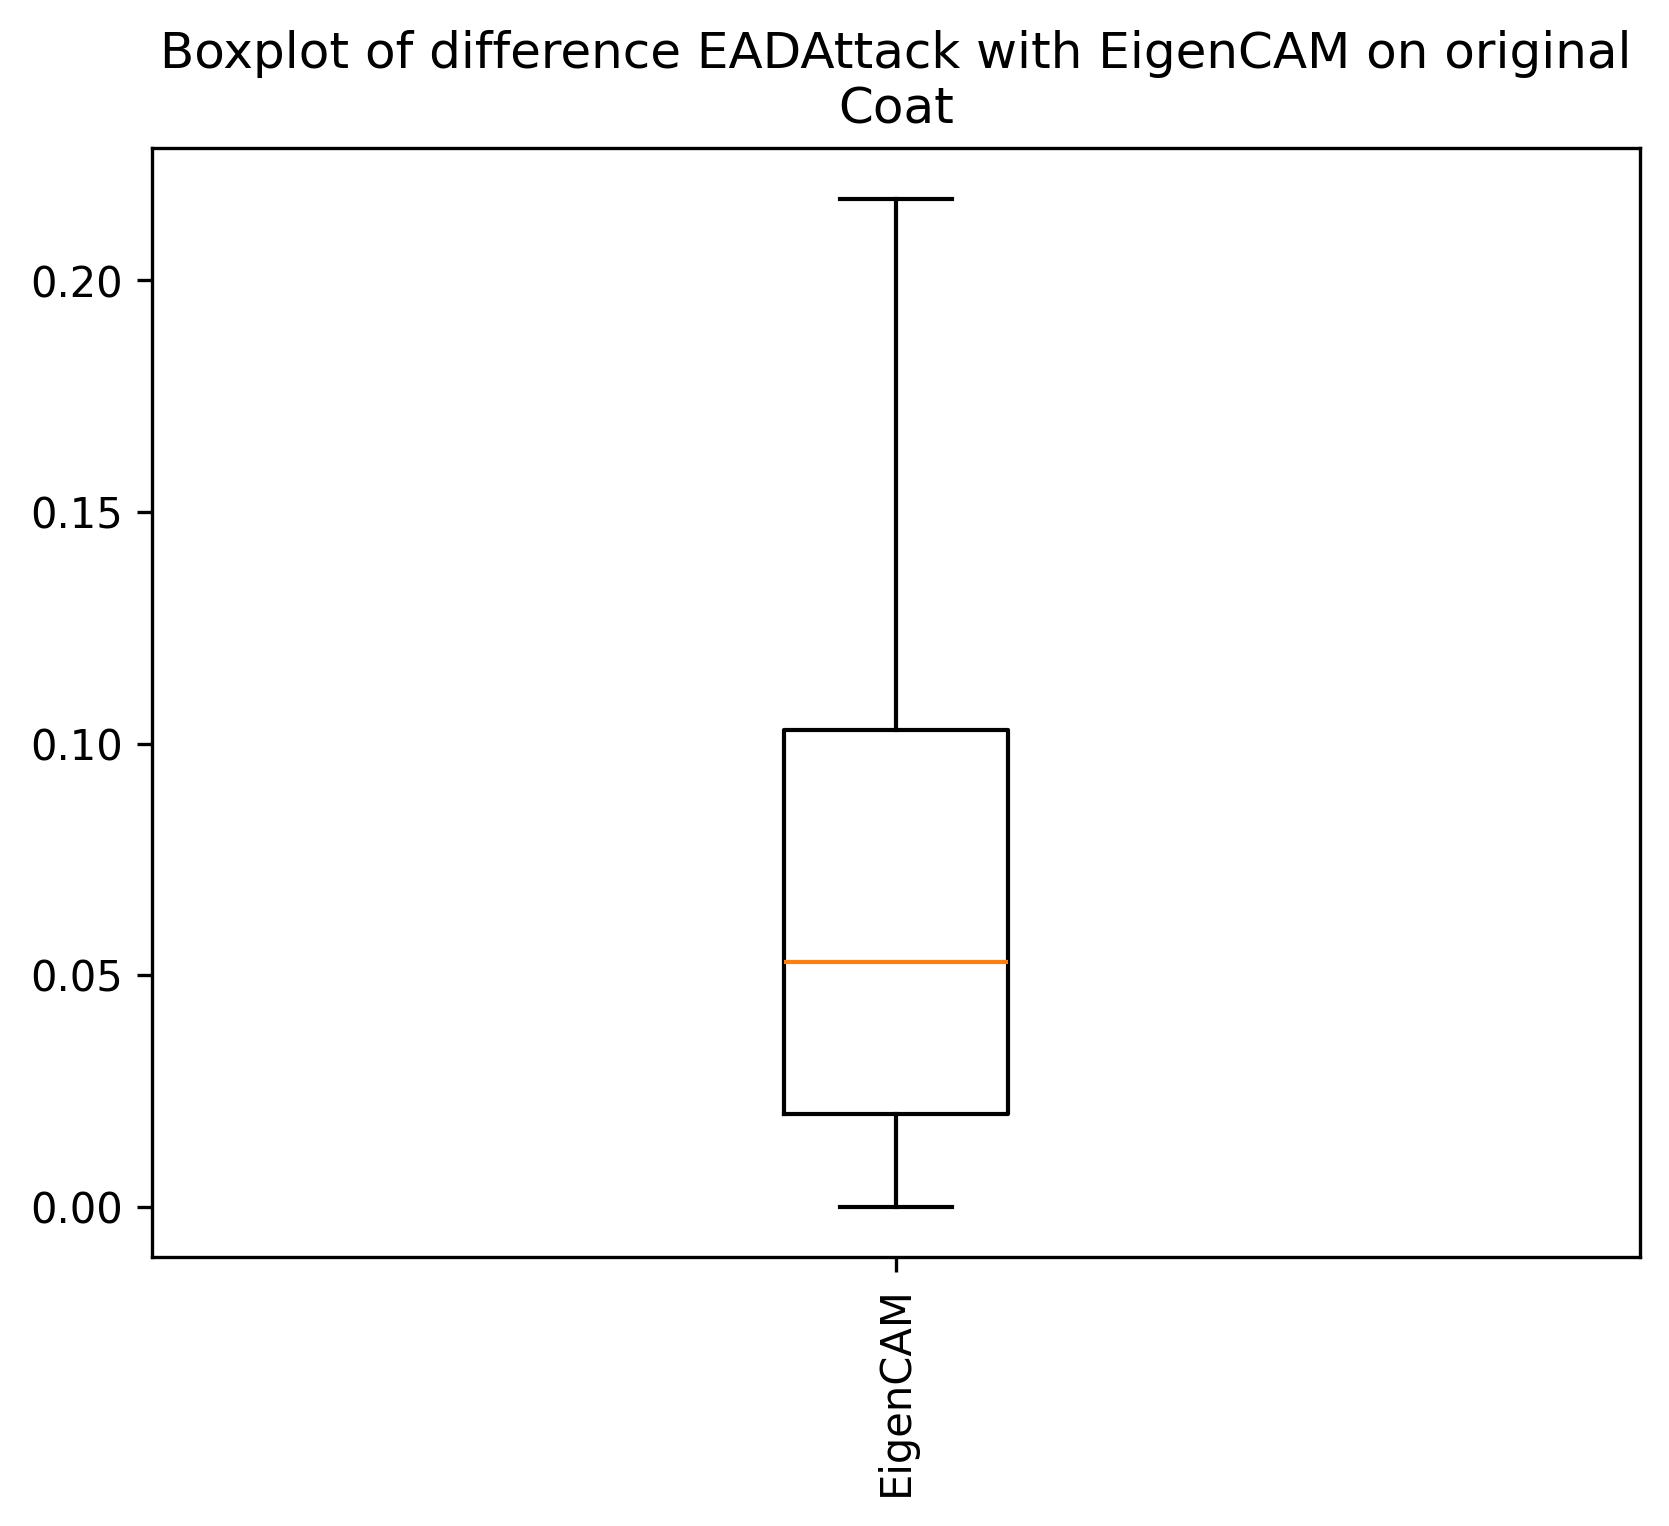 Boxplot of difference EADAttack with EigenCAM on original
Coat
0.20
0.15
0.10
0.05
0.00
EigenCAM